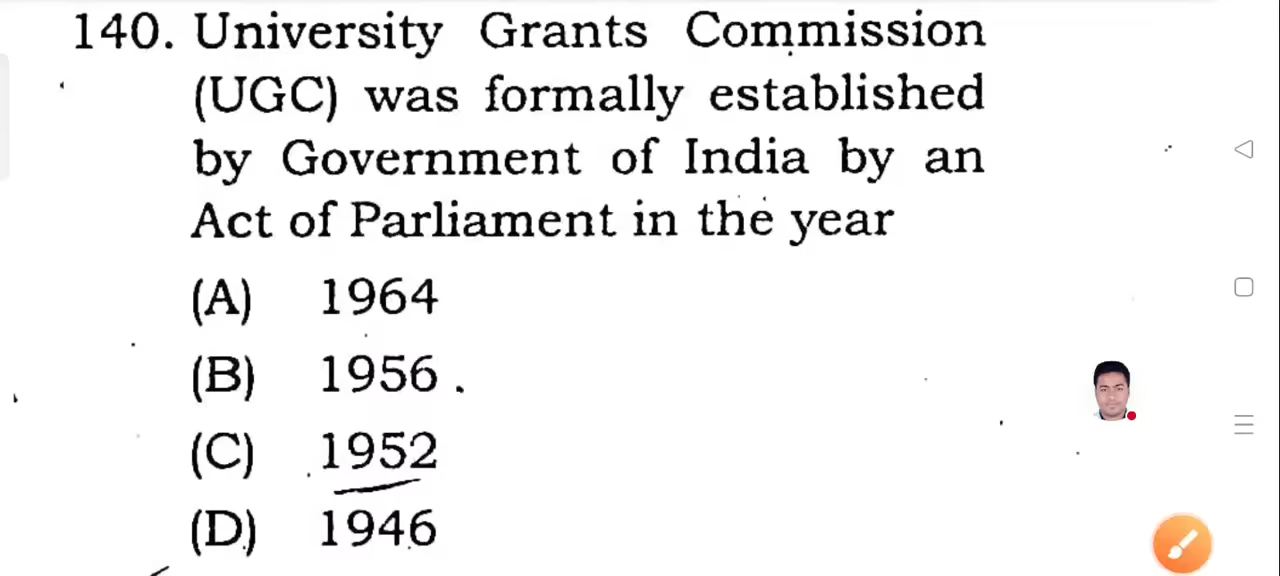 140. University Grants Commission
(UGC) was formally established
by Government of India by an
Act of Parliament in the year
(A) 1964
(B) 1956 .
(C) 1952
(D) 1946